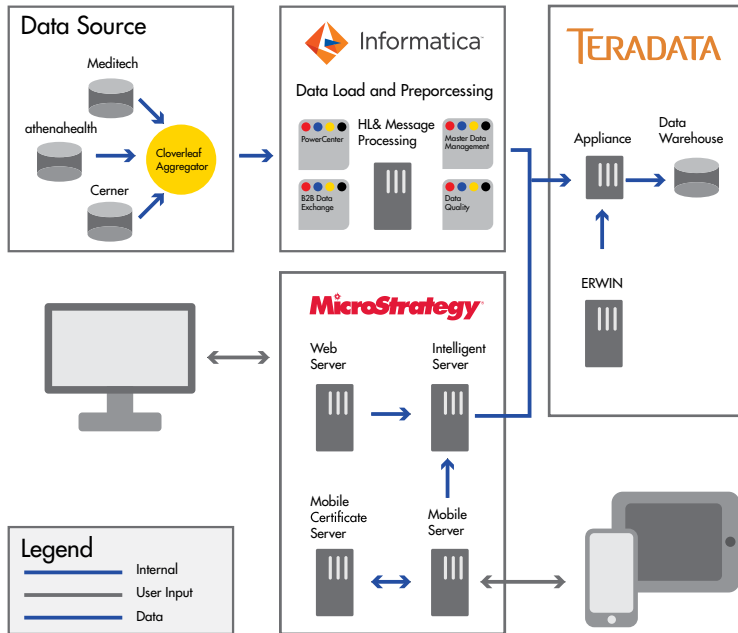 Data Source
Meditech
athenahealth
Cloverleaf
Aggregator
Cerner
Informatica
Data Load and Preporcessing
PowerCenter
HL& Message
Processing
Master Data
Management
B2B Data
Exchange
Data
Quality
TERADATA
Appliance
Data
Warehouse
ERWIN
MicroStrategy
Web
Server
Intelligent
Server
Mobile
Certificate
Server
Mobile
Server
Legend
Internal
User Input
Data